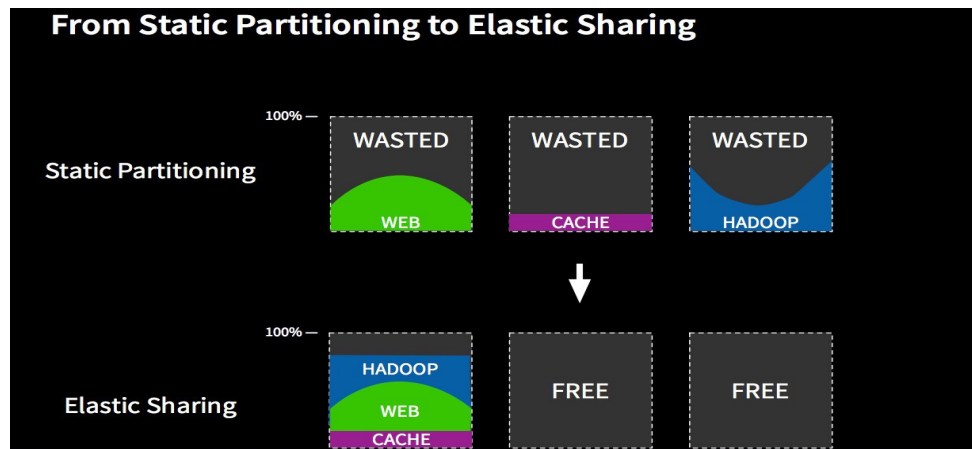 From Static Partitioning to Elastic Sharing
100%
WASTED
WASTED
WASTED
Static Partitioning
WEB
CACHE
HADOOP
100%
HADOOP
FREE
FREE
Elastic Sharing
WEB
CACHE